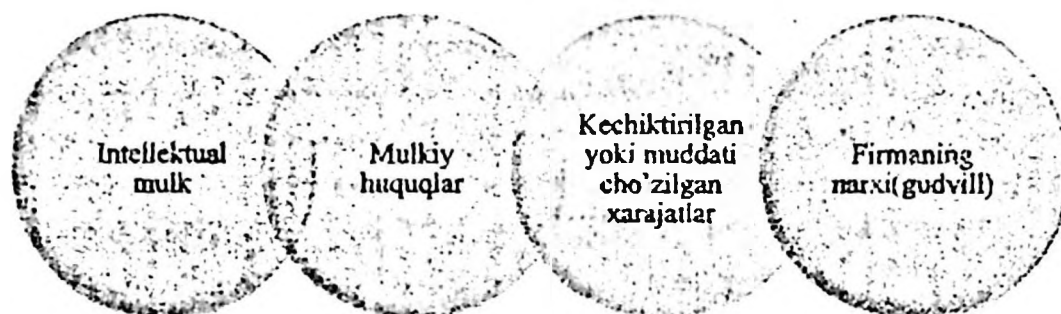 Intellektual
mulk
Mulkiy
huquqlar
Kechiktirilgan
yoki muddati
cho'zilgan
xarajatlar
Firmaning
narxi(gudvill)